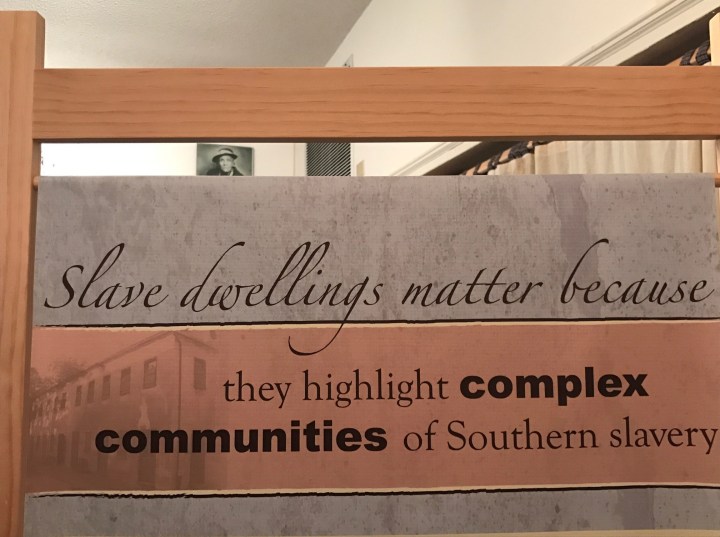 Slave dwellings matter because
they highlight complex
communities of Southern slavery